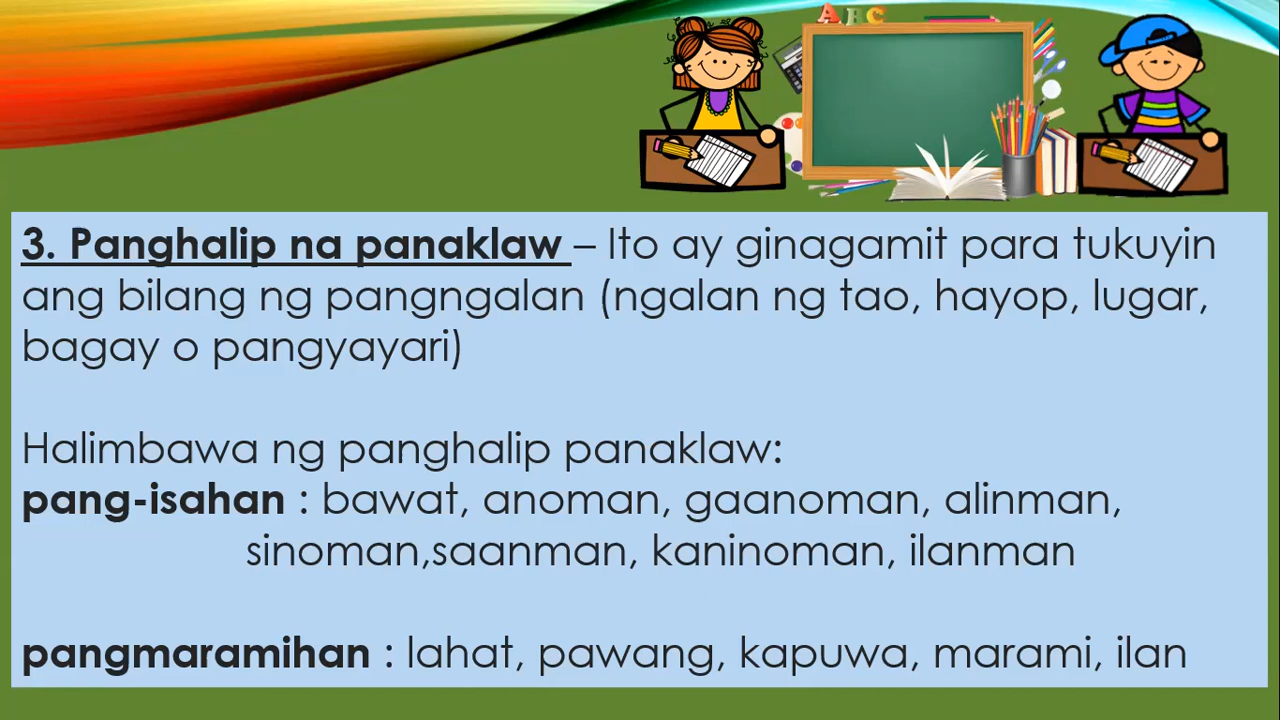 ABC
3. Panghalip na panaklaw – Ito ay ginagamit para tukuyin
ang bilang ng pangngalan (ngalan ng tao, hayop, lugar,
bagay o pangyayari)
Halimbawa ng panghalip panaklaw:
pang-isahan : bawat, anoman, gaanoman, alinman,
sinoman,saanman, kaninoman, ilanman
pangmaramihan : lahat, pawang, kapuwa, marami, ilan